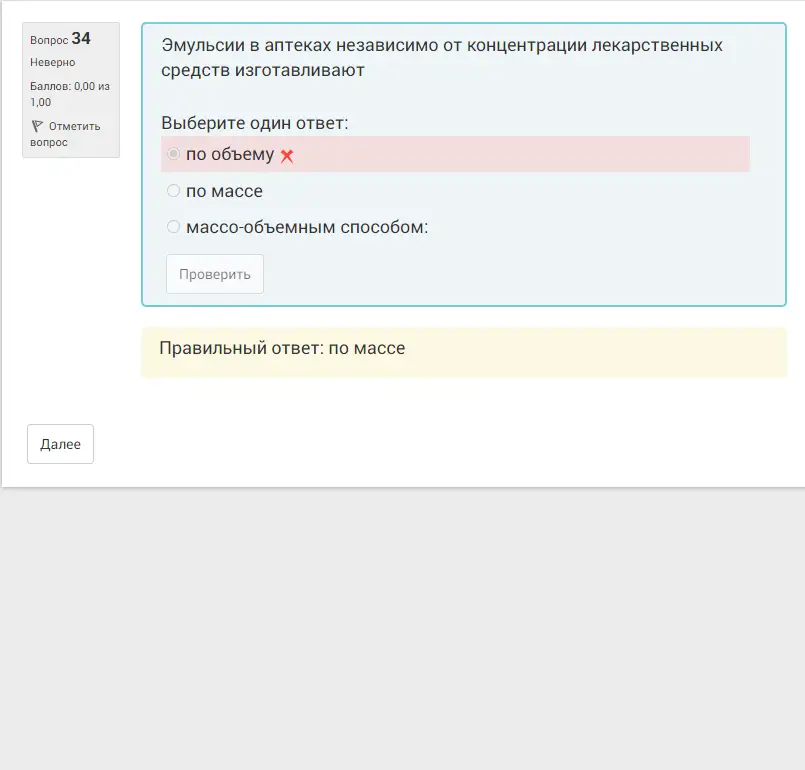 Вопрос 34
Неверно
Баллов: 0,00 из
1,00
Отметить
вопрос
Эмульсии в аптеках независимо от концентрации лекарственных
средств изготавливают
Выберите один ответ:
по объему
по массе
массо-объемным способом:
Проверить
Правильный ответ: по массе
Далее